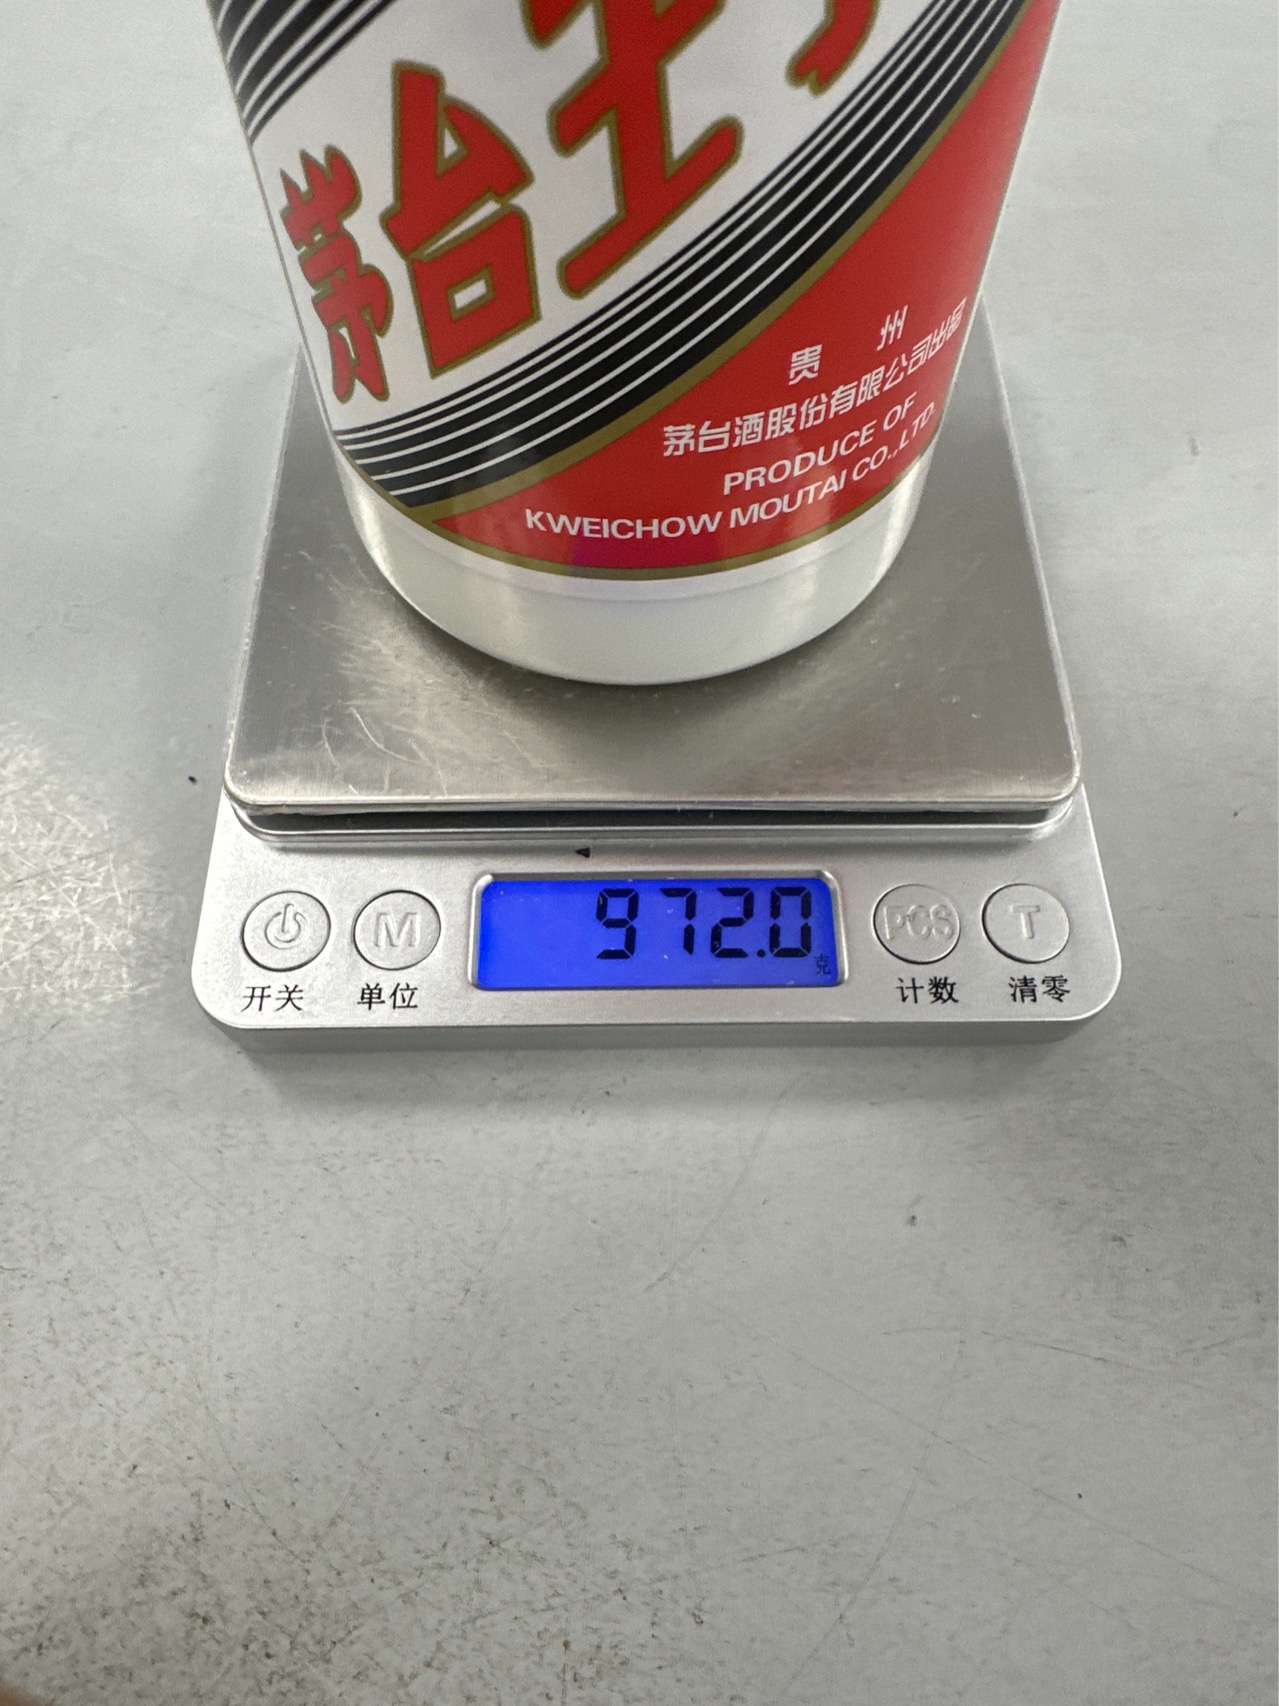 茅台王
贵州
茅台酒股份有限公司出品
PRODUCE OF
KWEICHOW MOUTAI CO.,LTD.
972.0
克
M
PCS
T
开关
单位
计数
清零